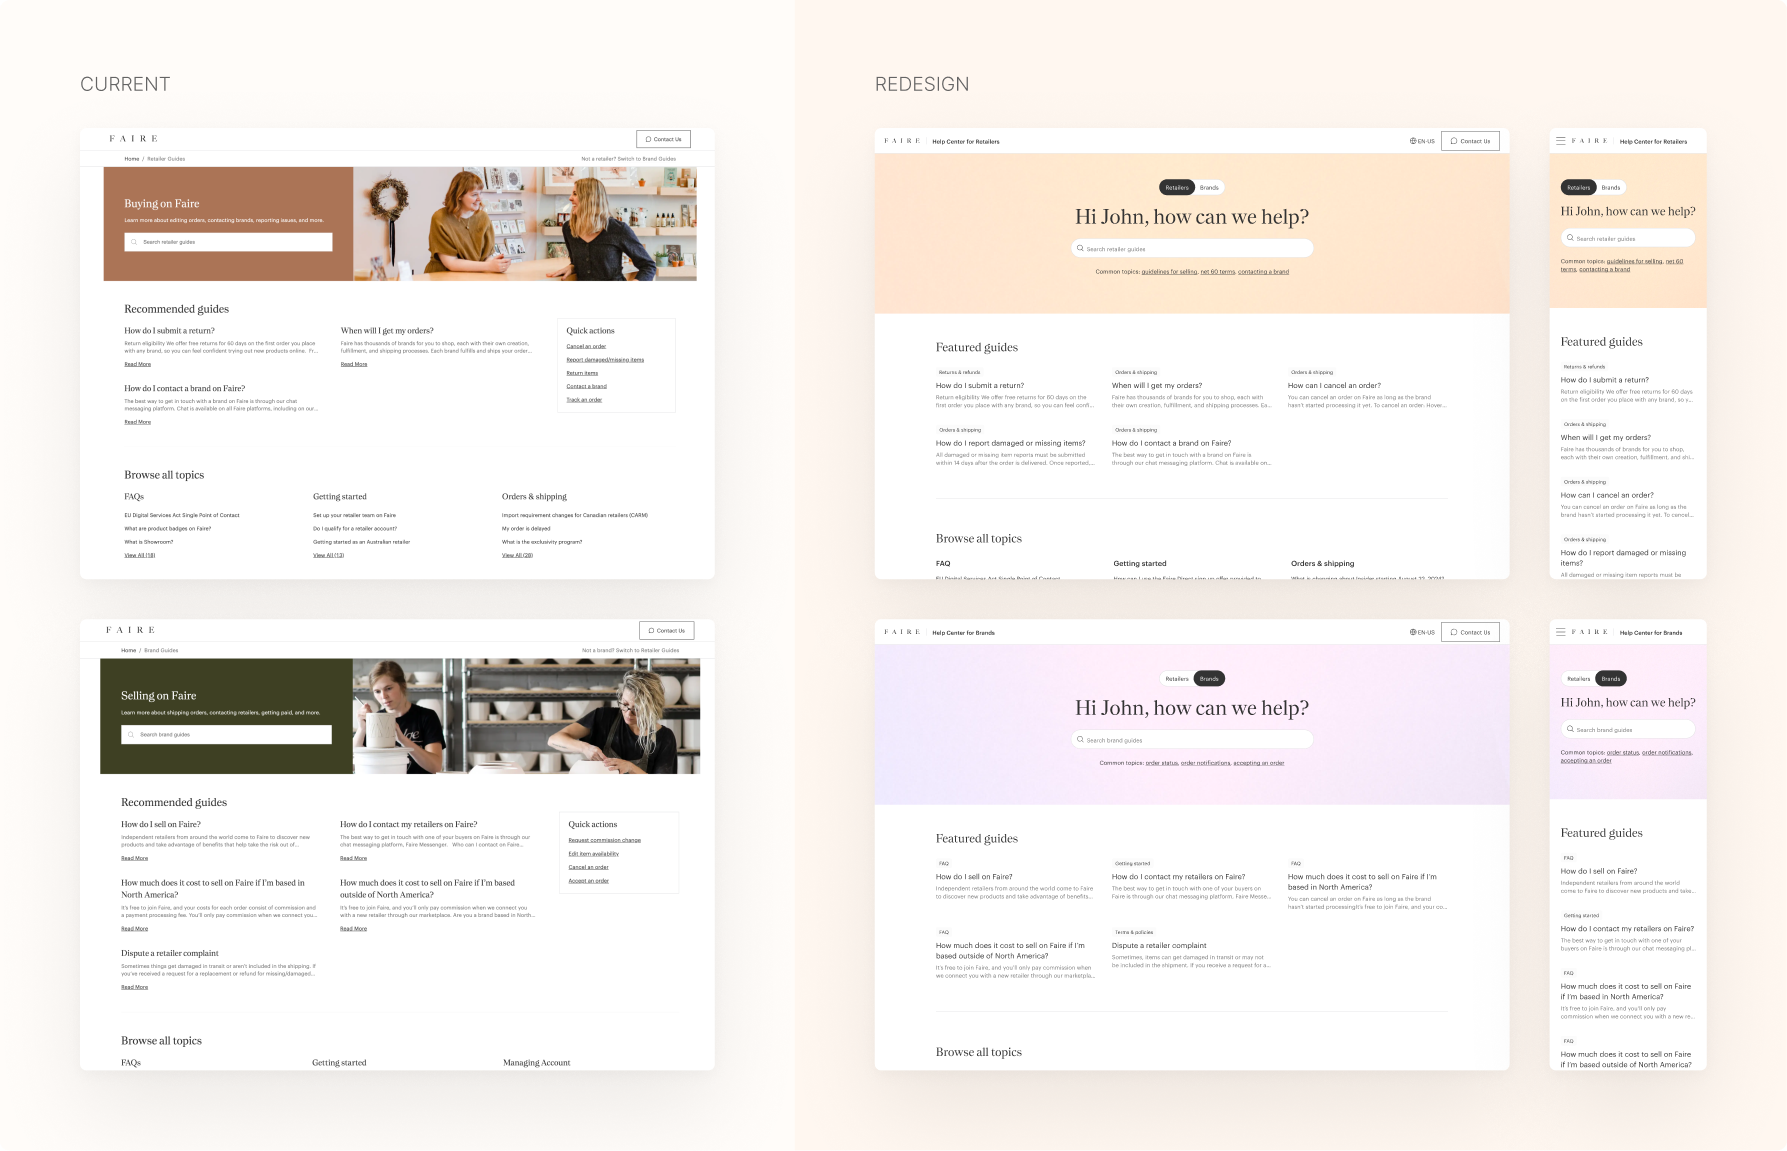 CURRENT
FAIRE
Contact Us
Home / Retailer Guides
Not a retailer? Switch to Brand Guides
Buying on Faire
Learn more about editing orders, contacting brands, reporting issues, and more.
Search retailer guides
Recommended guides
How do I submit a return?
Return eligibility We offer free returns for 60 days on the first order you place
with any brand, so you can feel confident trying out new products online. Fr...
Read More
When will I get my orders?
Faire has thousands of brands for you to shop, each with their own creation,
fulfillment, and shipping processes. Each brand fulfills and ships your order...
Read More
How do I contact a brand on Faire?
The best way to get in touch with a brand on Faire is through our chat
messaging platform. Chat is available on all Faire platforms, including on our...
Read More
Quick actions
Cancel an order
Report damaged/missing items
Return items
Contact a brand
Track an order
Browse all topics
FAQs
EU Digital Services Act Single Point of Contact
What are product badges on Faire?
What is Showroom?
View All (18)
Getting started
Set up your retailer team on Faire
Do I qualify for a retailer account?
Getting started as an Australian retailer
View All (13)
Orders & shipping
Import requirement changes for Canadian retailers (CARM)
My order is delayed
What is the exclusivity program?
View All (28)
FAIRE
Contact Us
Home / Brand Guides
Not a brand? Switch to Retailer Guides
Selling on Faire
Learn more about shipping orders, contacting retailers, getting paid, and more.
Search brand guides
Recommended guides
How do I sell on Faire?
Independent retailers from around the world come to Faire to discover new
products and take advantage of benefits that help take the risk out of...
Read More
How do I contact my retailers on Faire?
The best way to get in touch with one of your buyers on Faire is through our
chat messaging platform, Faire Messenger. Who can I contact on Faire...
Read More
How much does it cost to sell on Faire if I'm based in
North America?
It's free to join Faire, and your costs for each order consist of commission and
a payment processing fee. You'll only pay commission when we connect you...
Read More
How much does it cost to sell on Faire if I'm based
outside of North America?
It's free to join Faire, and you'll only pay commission when we connect you
with a new retailer through our marketplace. Are you a brand based in North...
Read More
Dispute a retailer complaint
Sometimes things get damaged in transit or aren't included in the shipping. If
you've received a request for a replacement or refund for missing/damaged...
Read More
Quick actions
Request commission change
Edit item availability
Cancel an order
Accept an order
Browse all topics
FAQs
Getting started
Managing Account
REDESIGN
FAIRE
Help Center for Retailers
EN-US
Contact Us
Retailers
Brands
Hi John, how can we help?
Search retailer guides
Common topics: guidelines for selling, net 60 terms, contacting a brand
Featured guides
Returns & refunds
How do I submit a return?
Return eligibility We offer free returns for 60 days on the
first order you place with any brand, so you can feel confi...
Orders & shipping
When will I get my orders?
Faire has thousands of brands for you to shop, each with
their own creation, fulfillment, and shipping processes. Ea...
Orders & shipping
How can I cancel an order?
You can cancel an order on Faire as long as the brand
hasn't started processing it yet. To cancel an order. Howe...
Orders & shipping
How do I report damaged or missing items?
All damaged or missing item reports must be submitted
within 14 days after the order is delivered. Once reported,...
Orders & shipping
How do I contact a brand on Faire?
The best way to get in touch with a brand on Faire is
through our chat messaging platform. Chat is available on...
Browse all topics
FAQ
EU Digital Services Act Single Point of Contact
Getting started
How can I use the Faire Direct sign up offer provided to
Orders & shipping
What is changing about Insider starting August 22, 2024?
FAIRE
Help Center for Retailers
Retailers
Brands
Hi John, how can we help?
Search retailer guides
Common topics: guidelines for selling, net 60
terms, contacting a brand
Featured guides
Returns & refunds
How do I submit a return?
Return eligibility We offer free returns for 60 days
on the first order you place with any brand, so y...
Orders & shipping
When will I get my orders?
Faire has thousands of brands for you to shop,
each with their own creation, fulfillment, and shi...
Orders & shipping
How can I cancel an order?
You can cancel an order on Faire as long as the
brand hasn't started processing it yet. To cancel...
Orders & shipping
How do I report damaged or missing
items?
All damaged or missing item reports must be
FAIRE
Help Center for Brands
EN-US
Contact Us
Retailers
Brands
Hi John, how can we help?
Search brand guides
Common topics: order status, order notifications, accepting an order
Featured guides
FAQ
How do I sell on Faire?
Independent retailers from around the world come to Faire
to discover new products and take advantage of benefits...
Getting started
How do I contact my retailers on Faire?
The best way to get in touch with one of your buyers on
Faire is through our chat messaging platform. Faire Messe...
FAQ
How much does it cost to sell on Faire if I'm
based in North America?
You can cancel an order on Faire as long as the brand
hasn't started processingIt's free to join Faire, and your co...
FAQ
How much does it cost to sell on Faire if I'm
based outside of North America?
It's free to join Faire, and you'll only pay commission when
we connect you with a new retailer through our marketpla...
Terms & policies
Dispute a retailer complaint
Sometimes, items can get damaged in transit or may not
be included in the shipment. If you receive a request for a...
Browse all topics
FAIRE
Help Center for Brands
Retailers
Brands
Hi John, how can we help?
Search brand guides
Common topics: order status, order notifications,
accepting an order
Featured guides
FAQ
How do I sell on Faire?
Independent retailers from around the world
come to Faire to discover new products and take...
Getting started
How do I contact my retailers on Faire?
The best way to get in touch with one of your
buyers on Faire is through our chat messaging pl...
FAQ
How much does it cost to sell on Faire
if I'm based in North America?
It's free to join Faire, and you'll only pay
commission when we connect you with a new re...
FAQ
How much does it cost to sell on Faire
if I'm based outside of North America?